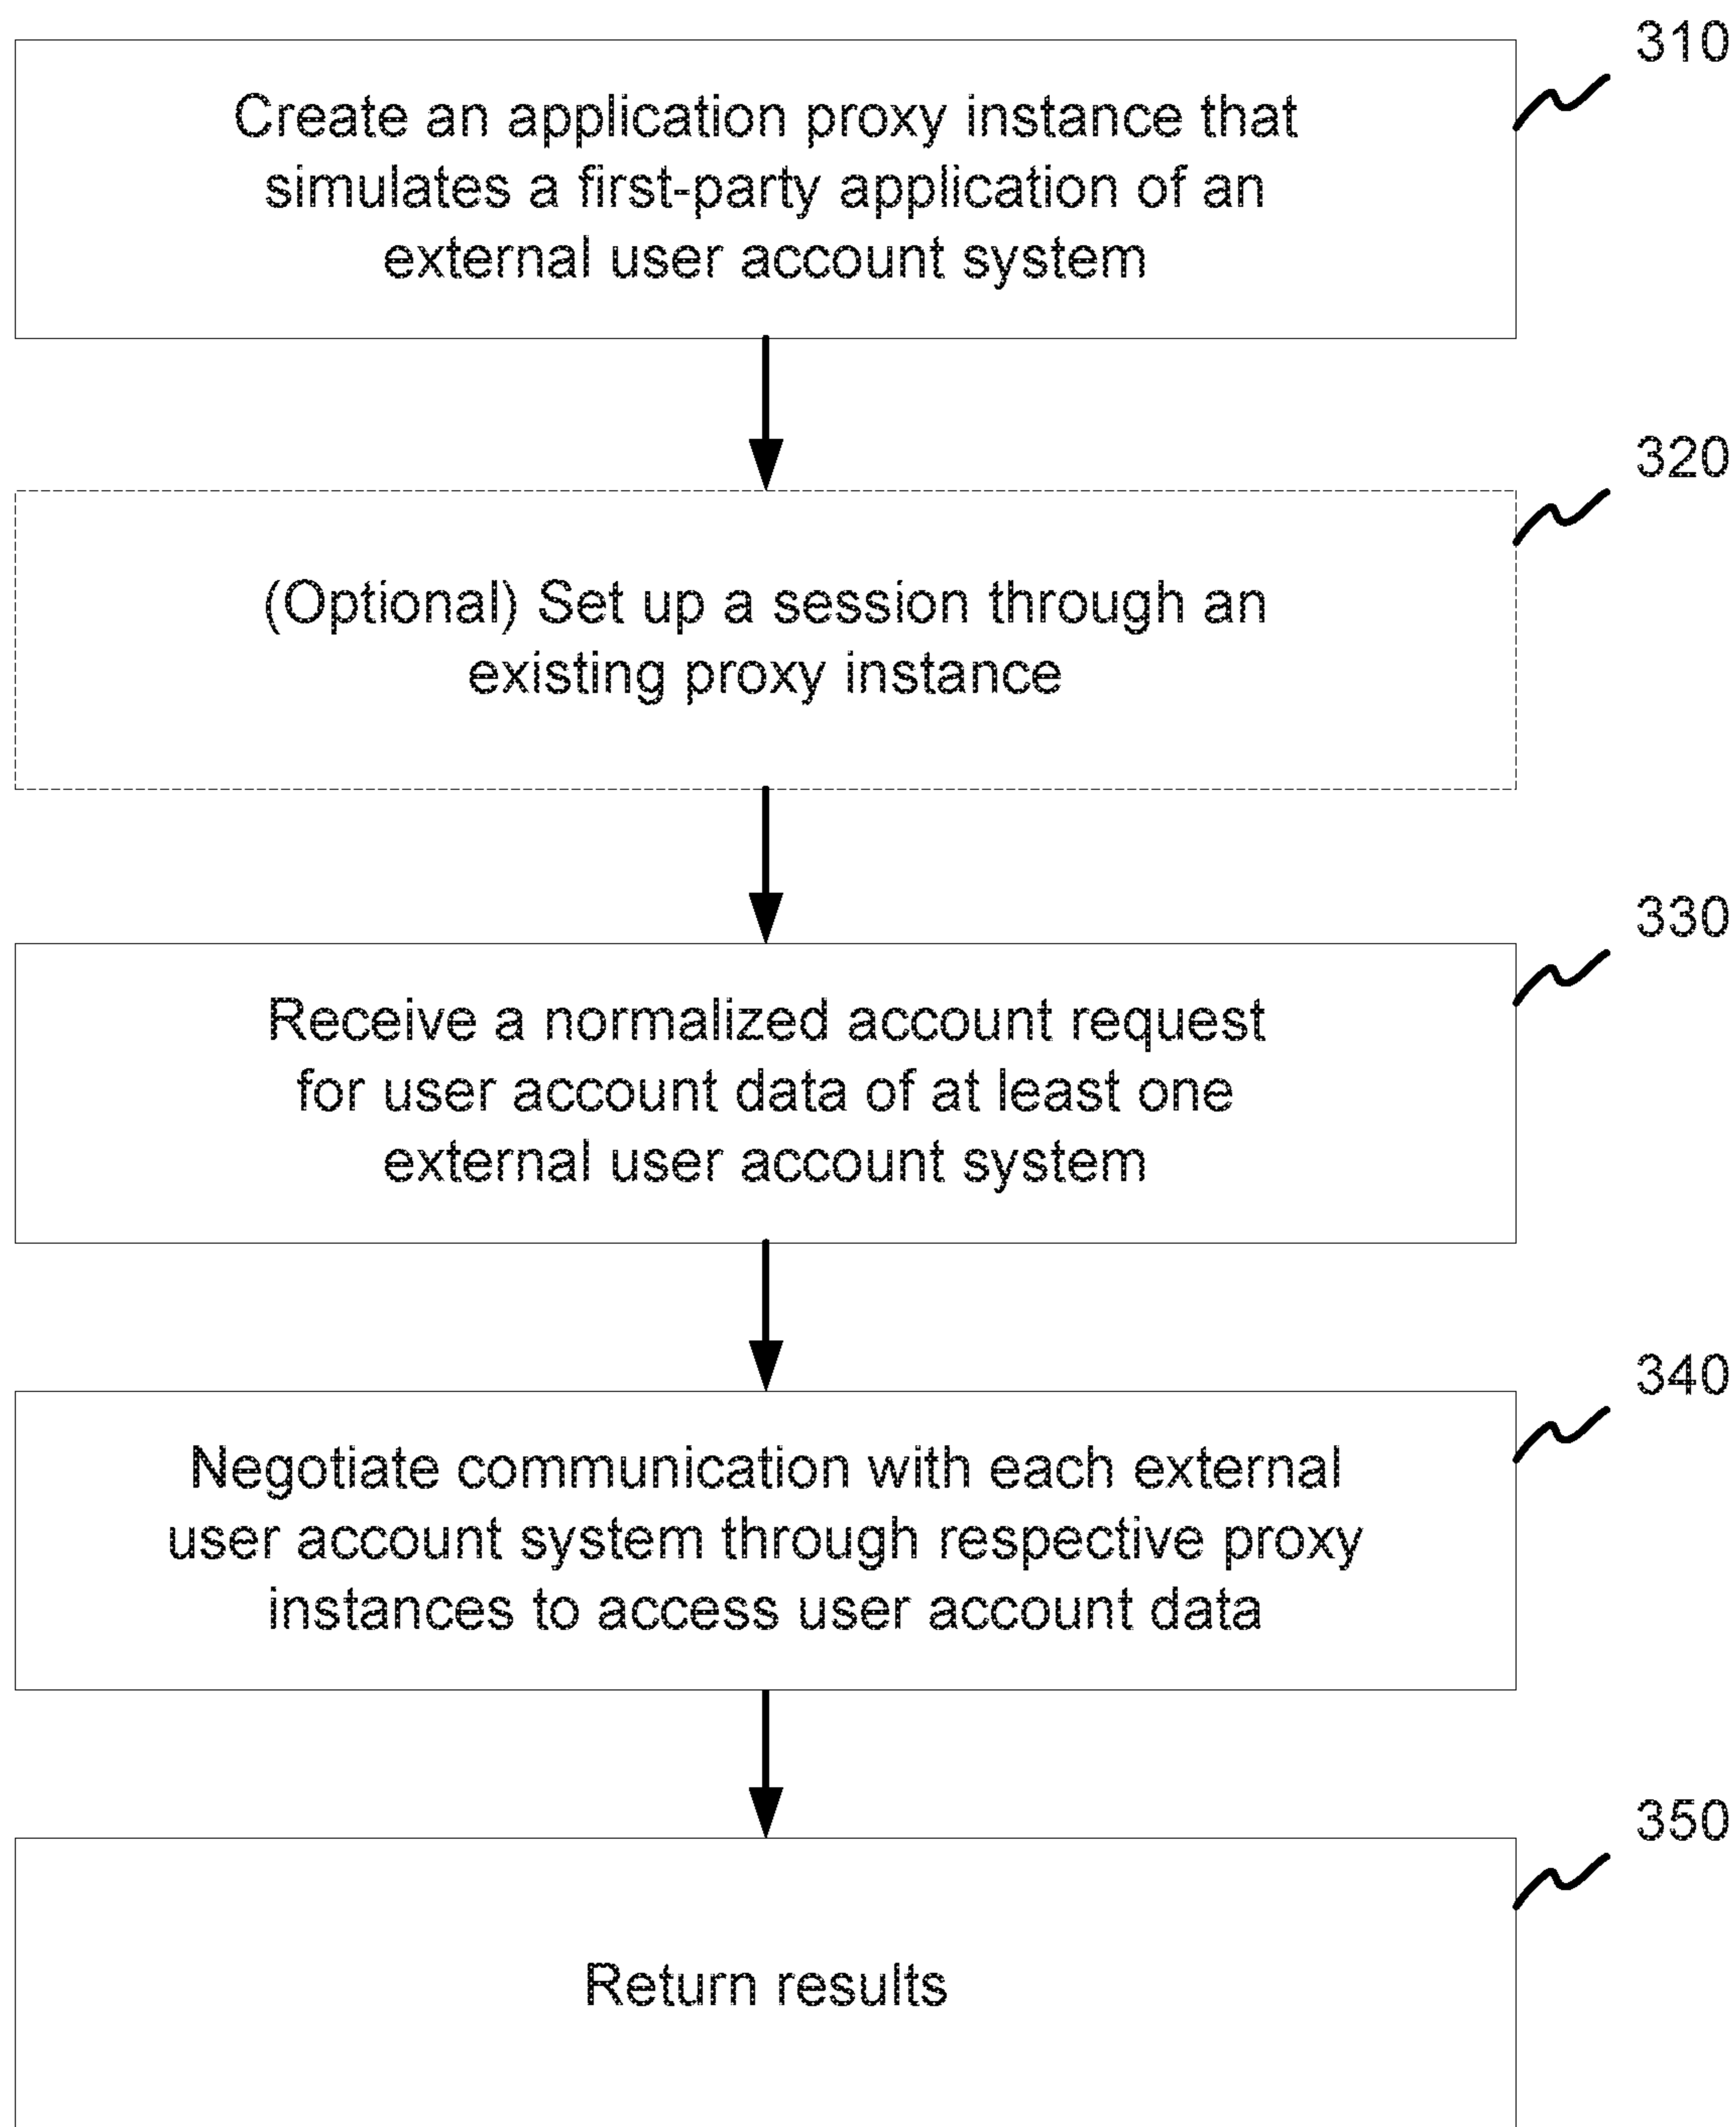 310
Create an application proxy instance that
simulates a first-party application of an
external user account system
320
(Optional) Set up a session through an
existing proxy instance
330
Receive a normalized account request
for user account data of at least one
external user account system
340
Negotiate communication with each external
user account system through respective proxy
instances to access user account data
350
Return results